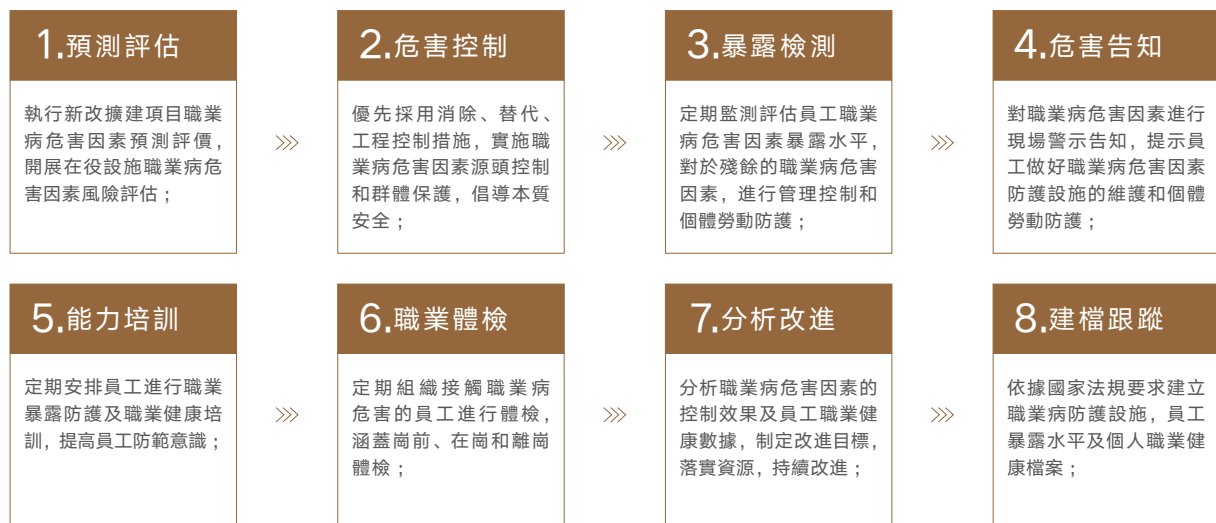 1.預測評估
執行新改擴建項目職業
病危害因素預測評價，
開展在役設施職業病危
害因素風險評估；
2.危害控制
優先採用消除、替代、
工程控制措施，實施職
業病危害因素源頭控制
和群體保護，倡導本質
安全；
3.暴露檢測
定期監測評估員工職業
病危害因素暴露水平，
對於殘餘的職業病危害
因素，進行管理控制和
個體勞動防護；
4.危害告知
對職業病危害因素進行
現場警示告知，提示員
工做好職業病危害因素
防護設施的維護和個體
勞動防護；
5.能力培訓
定期安排員工進行職業
暴露防護及職業健康培
訓，提高員工防範意識；
6.職業體檢
定期組織接觸職業病
危害的員工進行體檢，
涵蓋崗前、在崗和離崗
體檢；
7.分析改進
分析職業病危害因素的
控制效果及員工職業健
康數據，制定改進目標，
落實資源，持續改進；
8.建檔跟蹤
依據國家法規要求建立
職業病防護設施，員工
暴露水平及個人職業健
康檔案；